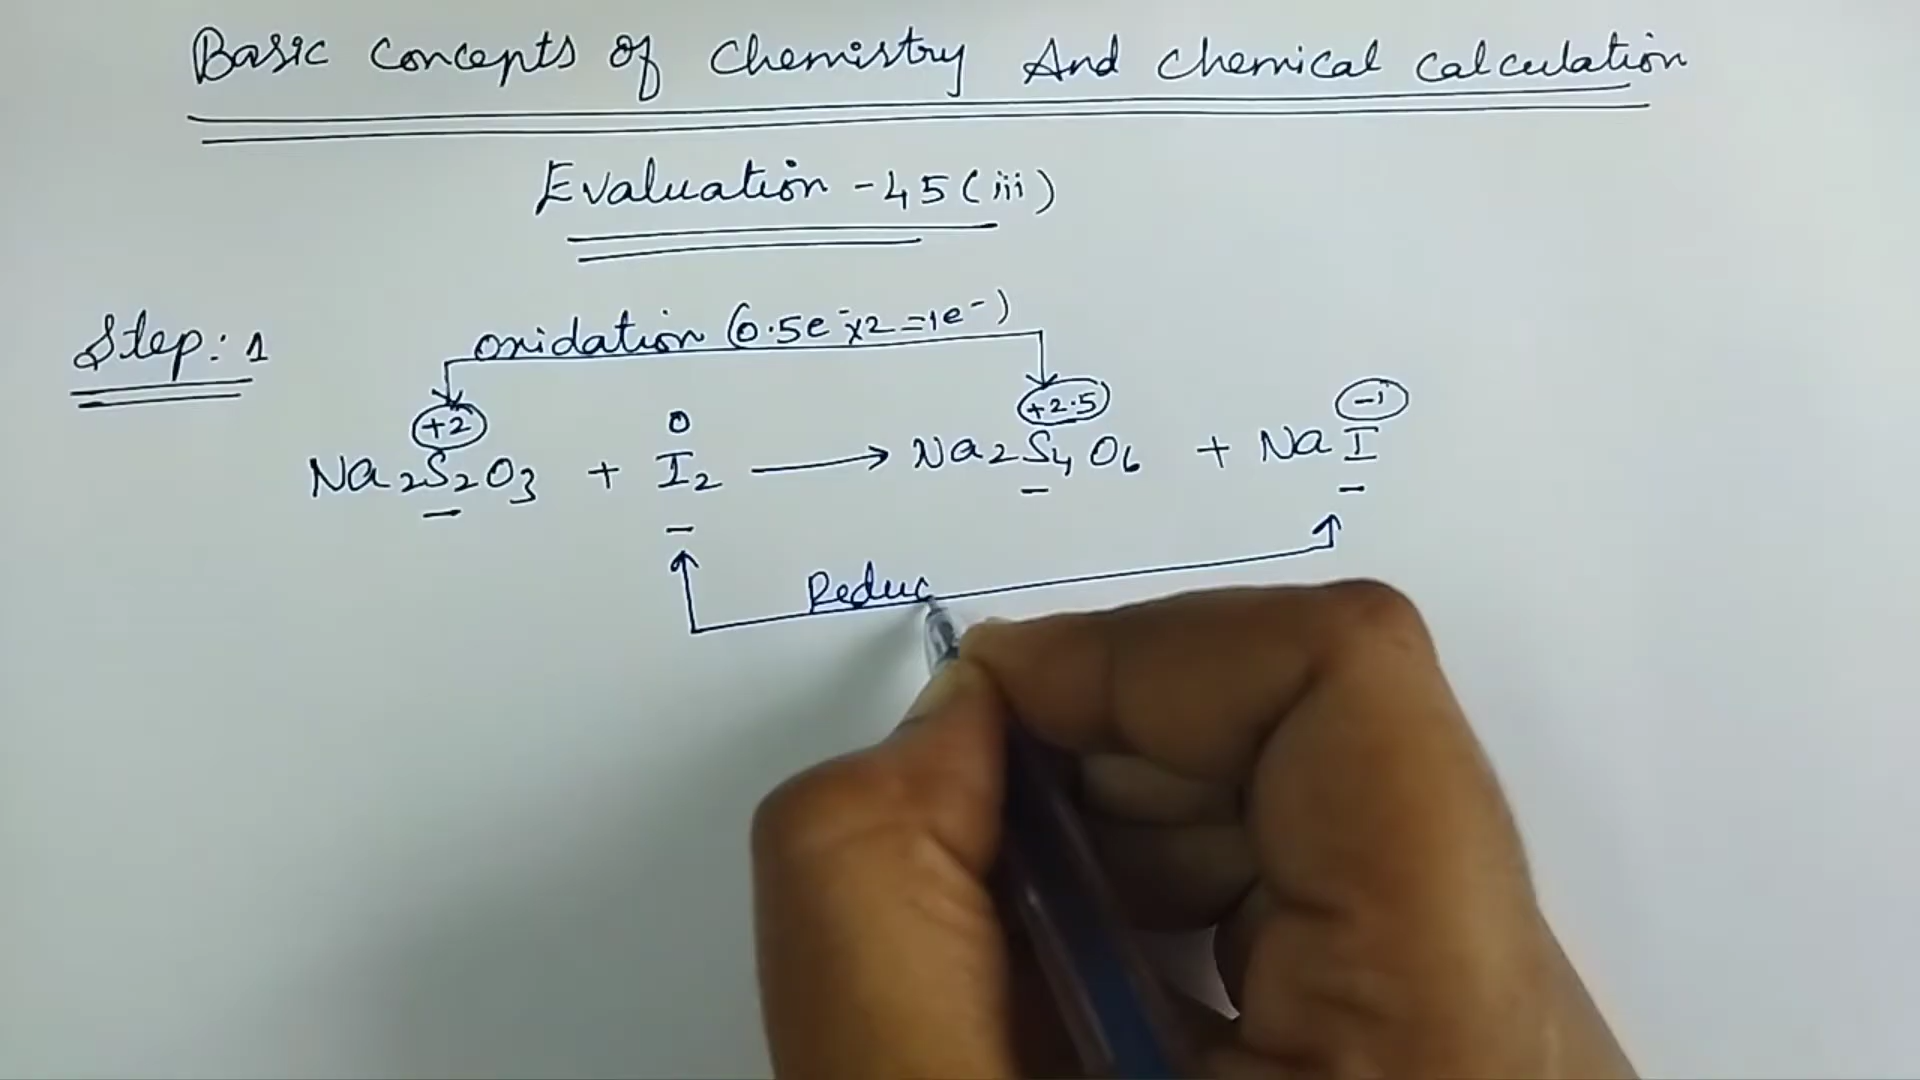 Basic Concepts Of Chemistry And Chemical Calculation
Evaluation - 45 (iii)
Step: 1
oxidation (0.5e⁻x2=1e⁻)
+2 0 +2.5 -1
Na2S2O3 + I2 → Na2S4O6 + NaI
Reduc